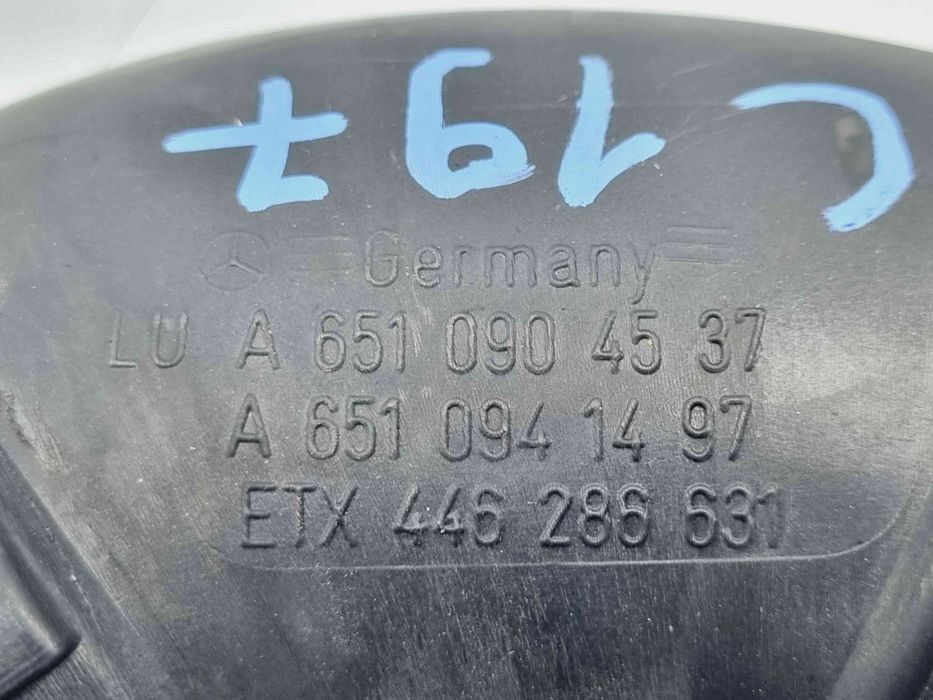 C197
Germany
LU A 651 090 45 37
A 651 094 14 97
ETX 446 286 631